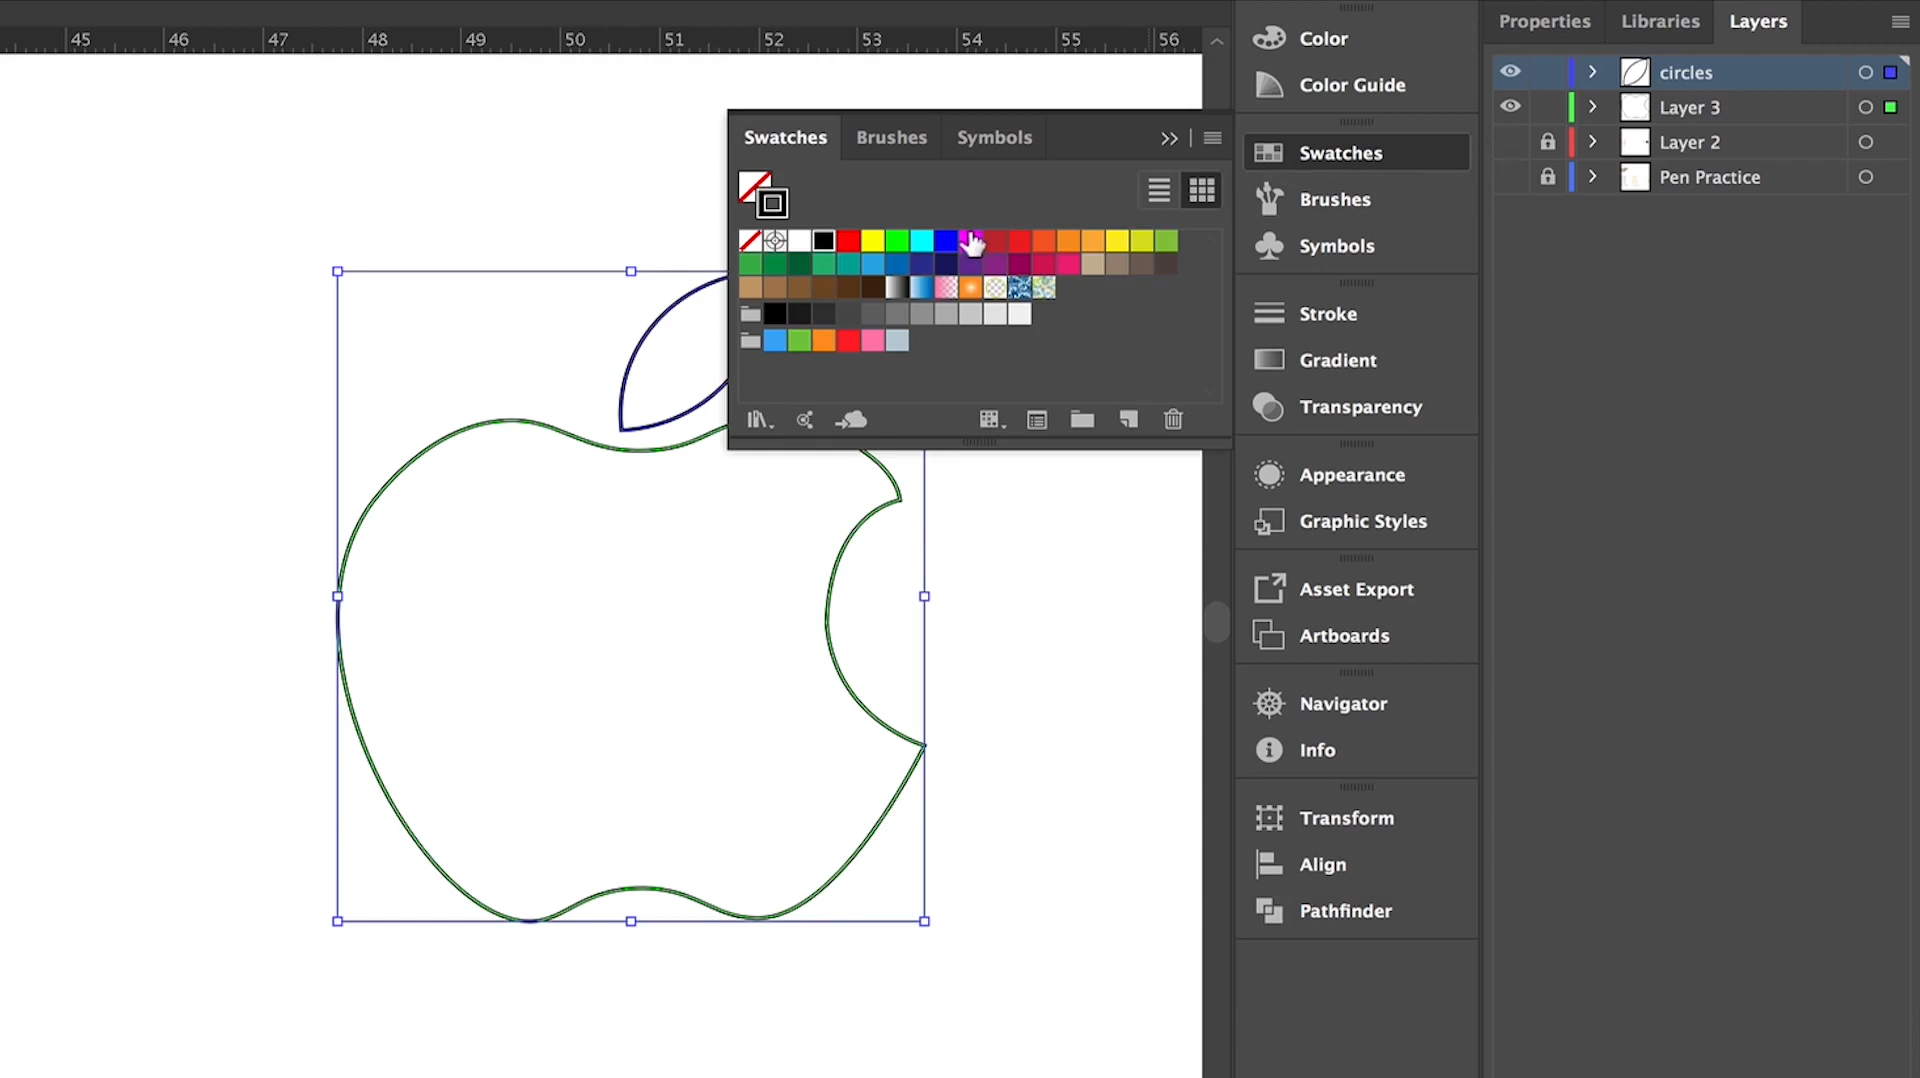 45 46 47 48 49 50 51 52 53 54 55 56
Swatches Brushes Symbols
Color
Color Guide
Swatches
Brushes
Symbols
Stroke
Gradient
Transparency
Appearance
Graphic Styles
Asset Export
Artboards
Navigator
Info
Transform
Align
Pathfinder
Properties Libraries Layers
circles
Layer 3
Layer 2
Pen Practice